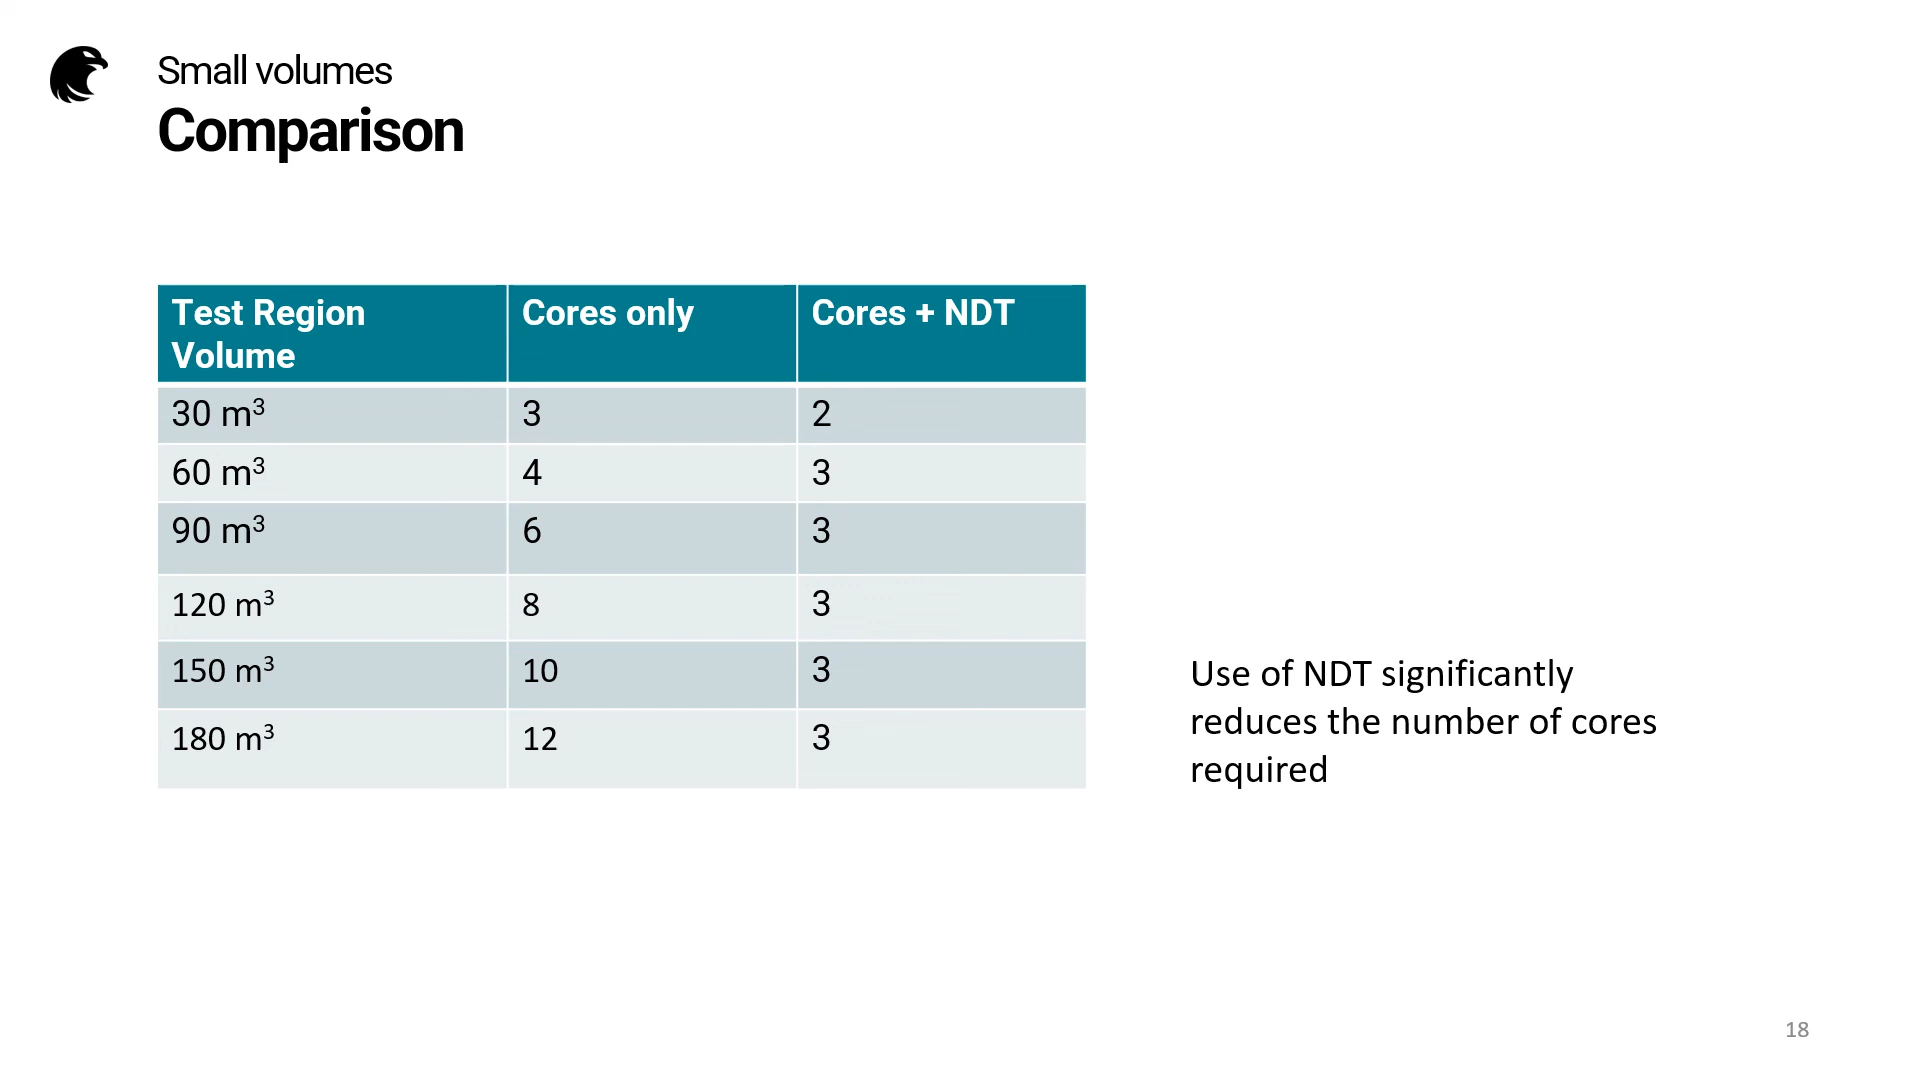 Small volumes
Comparison
Test Region Volume | Cores only | Cores + NDT
30 m³ | 3 | 2
60 m³ | 4 | 3
90 m³ | 6 | 3
120 m³ | 8 | 3
150 m³ | 10 | 3
180 m³ | 12 | 3
Use of NDT significantly
reduces the number of cores
required
18